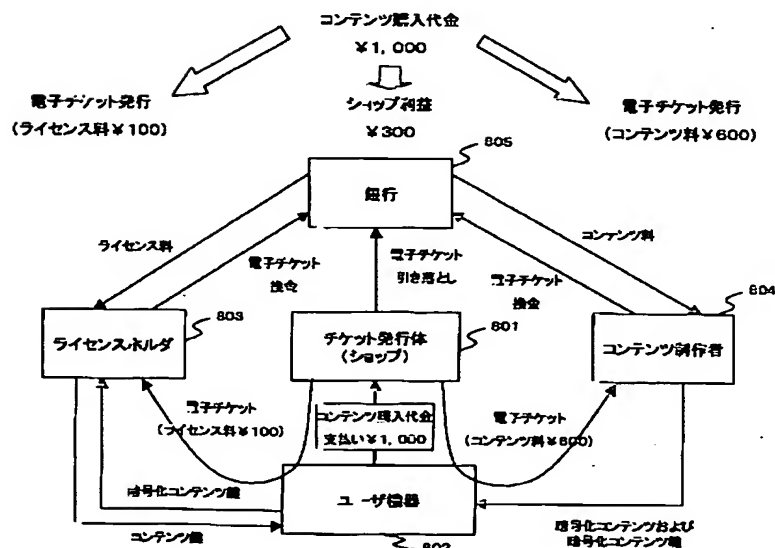 コンテンツ購入代金
￥1,000
電子チケット発行
(ライセンス料￥100)
ショップ利益
￥300
電子チケット発行
(コンテンツ料￥600)
805
銀行
ライセンス料
電子チケット
換金
電子チケット
引き落とし
電子チケット
換金
コンテンツ料
803
ライセンスホルダ
801
チケット発行体
(ショップ)
804
コンテンツ制作者
電子チケット
(ライセンス料￥100)
コンテンツ購入代金
支払い￥1,000
電子チケット
(コンテンツ料￥600)
暗号化コンテンツ鍵
ユーザ機器
コンテンツ鍵
802
暗号化コンテンツおよび
暗号化コンテンツ鍵